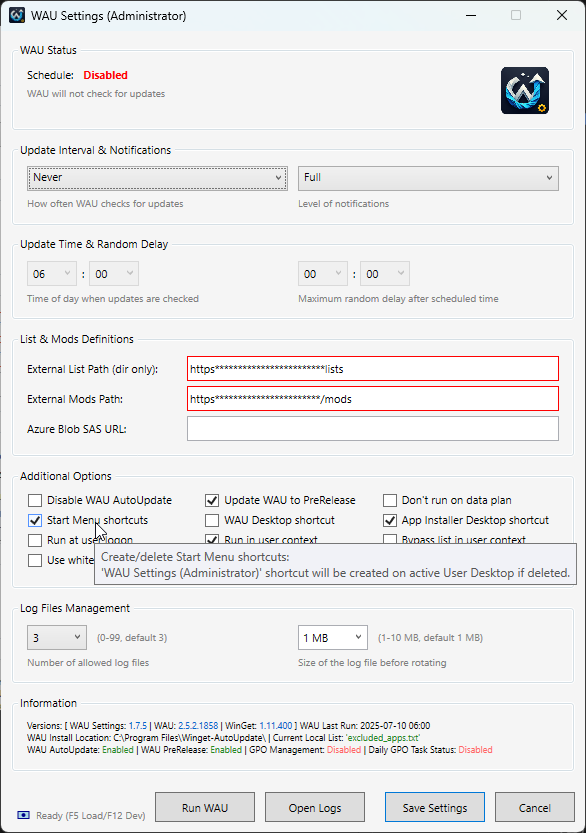 WAU Settings (Administrator)
WAU Status
Schedule: Disabled
WAU will not check for updates
Update Interval & Notifications
Never
Full
How often WAU checks for updates
Level of notifications
Update Time & Random Delay
06 : 00
00 : 00
Time of day when updates are checked
Maximum random delay after scheduled time
List & Mods Definitions
External List Path (dir only):
https************************lists
External Mods Path:
https***********************/mods
Azure Blob SAS URL:
Additional Options
Disable WAU AutoUpdate
Update WAU to PreRelease
Don't run on data plan
Start Menu shortcuts
WAU Desktop shortcut
App Installer Desktop shortcut
Run at user logon
Run in user context
Bypass list in user context
Use white
Create/delete Start Menu shortcuts:
'WAU Settings (Administrator)' shortcut will be created on active User Desktop if deleted.
Log Files Management
3
(0-99, default 3)
1 MB
(1-10 MB, default 1 MB)
Number of allowed log files
Size of the log file before rotating
Information
Versions: [ WAU Settings: 1.7.5 | WAU: 2.5.2.1858 | WinGet: 1.11.400 ] WAU Last Run: 2025-07-10 06:00
WAU Install Location: C:\Program Files\Winget-AutoUpdate\ | Current Local List: 'excluded_apps.txt'
WAU AutoUpdate: Enabled | WAU PreRelease: Enabled | GPO Management: Disabled | Daily GPO Task Status: Disabled
Ready (F5 Load/F12 Dev)
Run WAU
Open Logs
Save Settings
Cancel